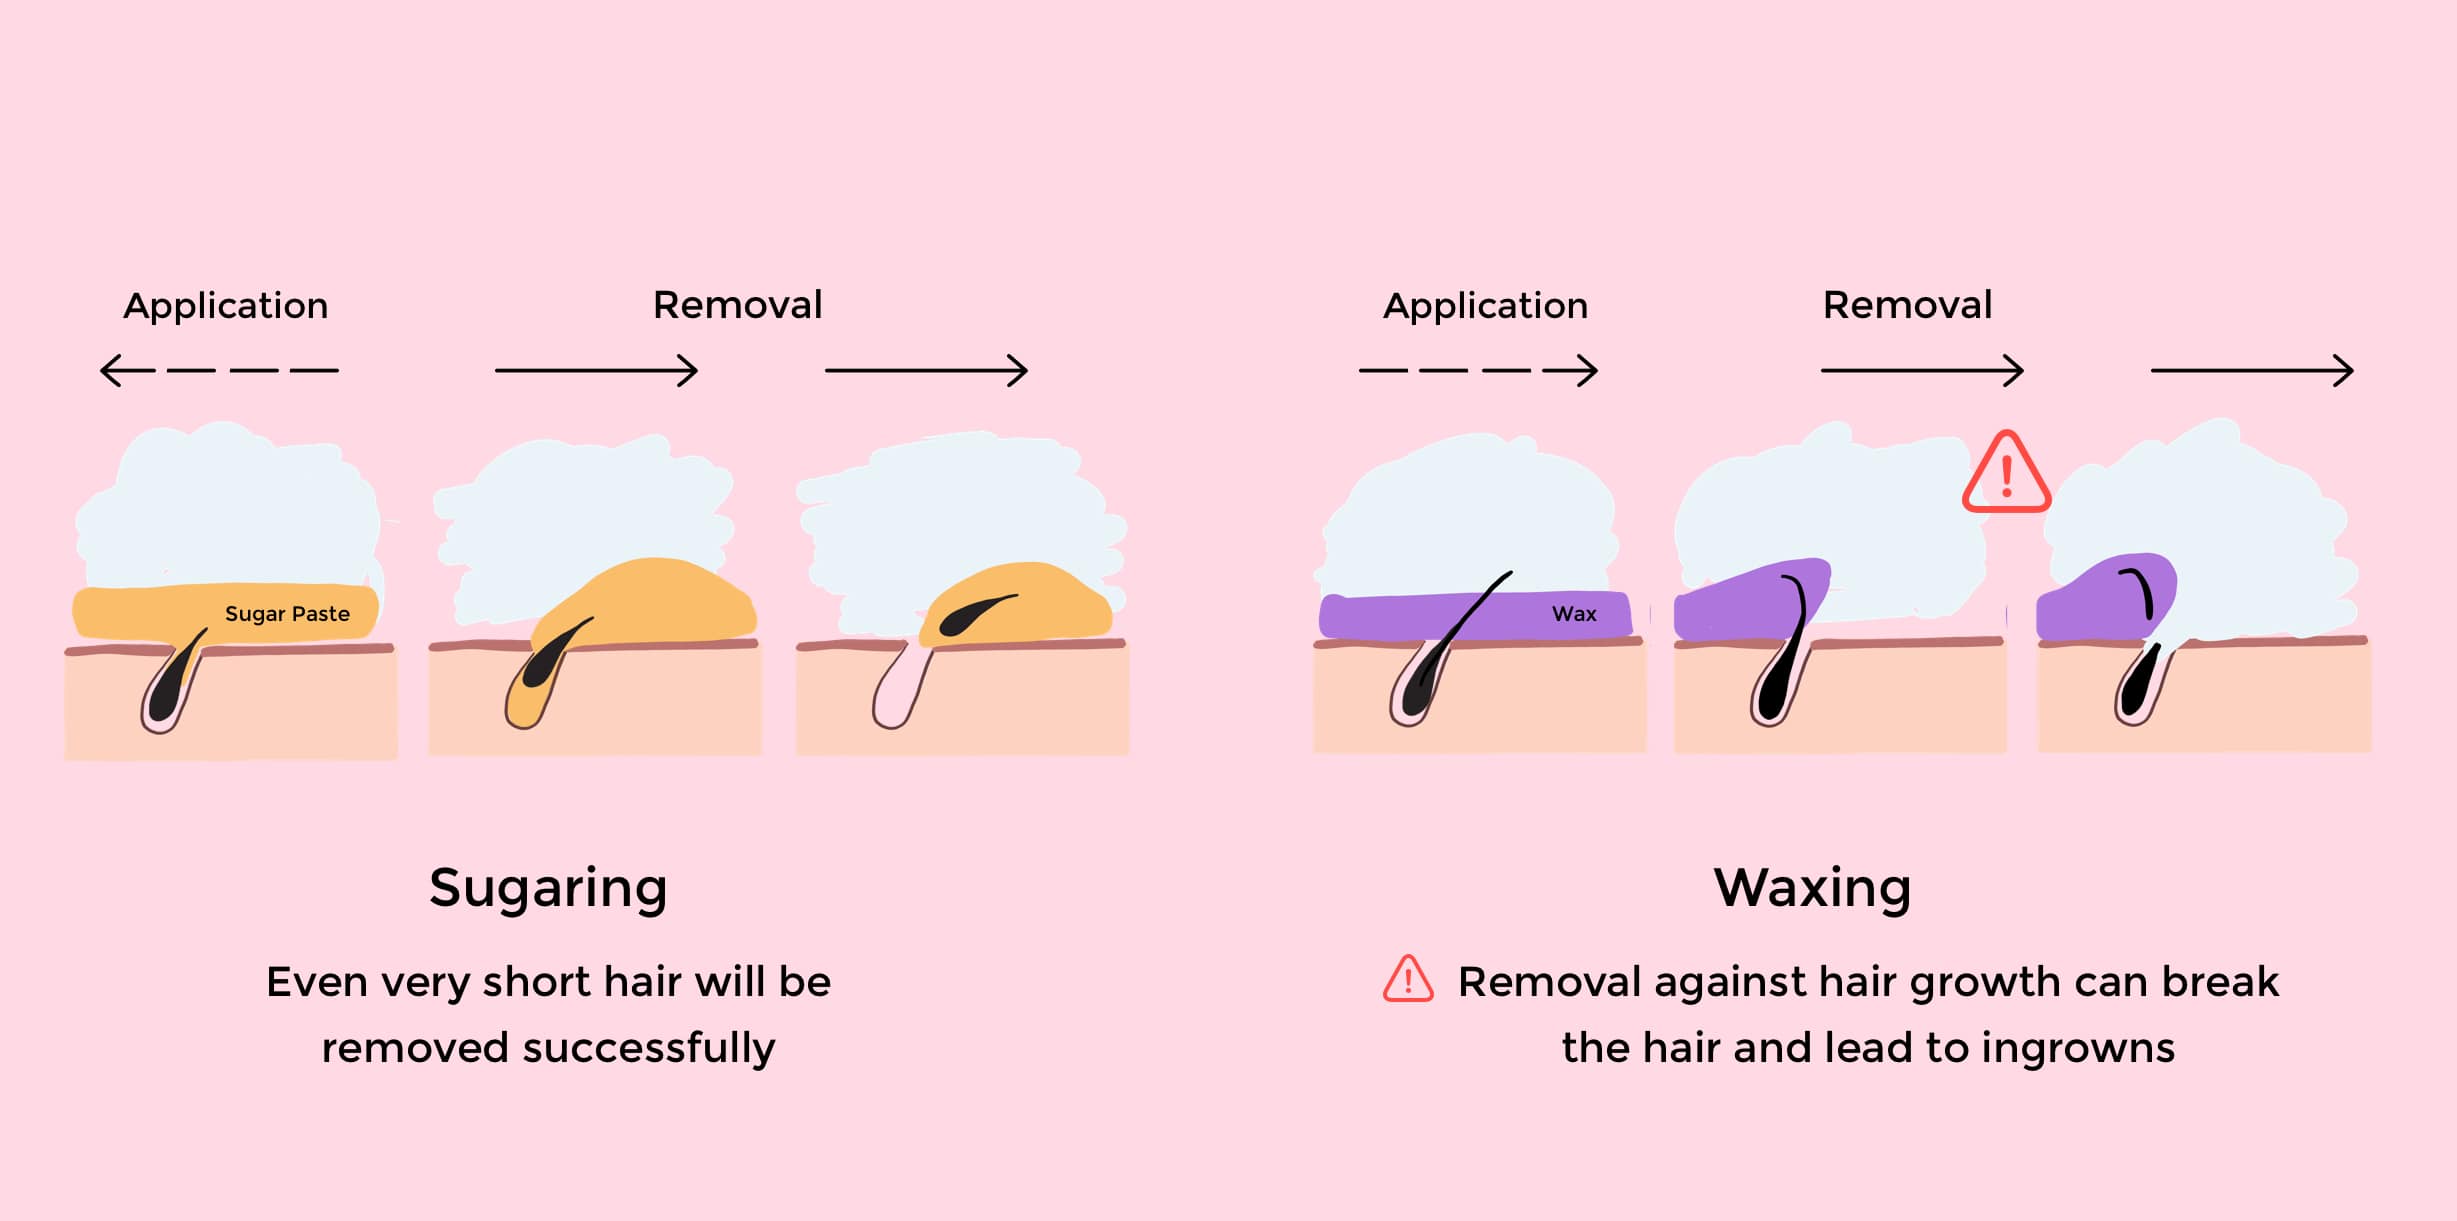 Application
Removal
Sugar Paste
Sugaring
Even very short hair will be
removed successfully
Application
Removal
Wax
Waxing
Removal against hair growth can break
the hair and lead to ingrowns